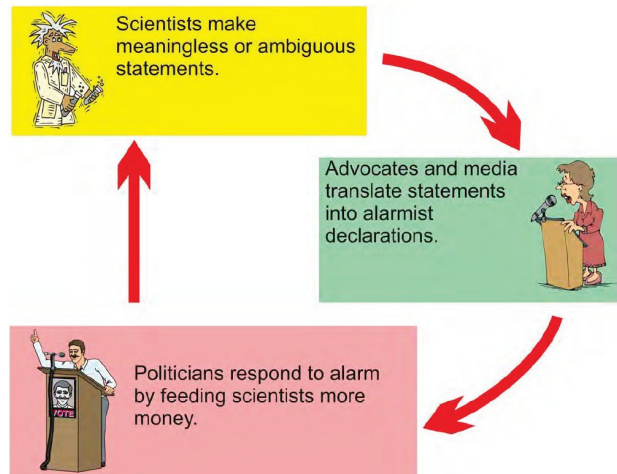 Scientists make
meaningless or ambiguous
statements.
Advocates and media
translate statements
into alarmist
declarations.
Politicians respond to alarm
by feeding scientists more
money.
VOTE